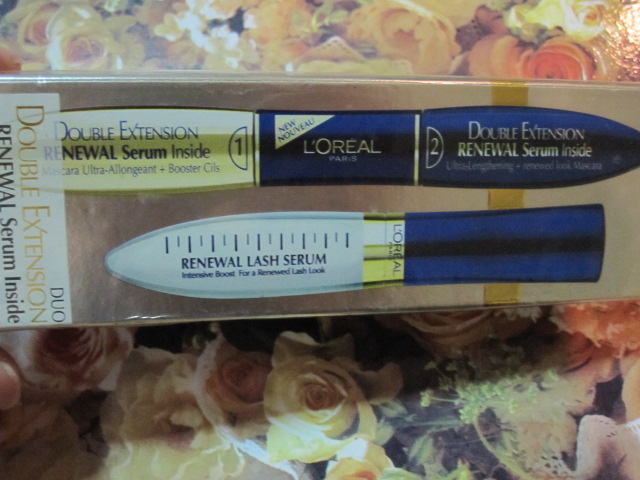 DOUBLE EXTENSION
RENEWAL Serum Inside
Mascara Ultra-Allongeant + Booster Cils
1
NEW
NOUVEAU
L'ORÉAL
PARIS
2
DOUBLE EXTENSION
RENEWAL Serum Inside
Ultra-Lengthening + renewed look Mascara
RENEWAL LASH SERUM
Intensive Boost For a Renewed Lash Look
L'ORÉAL
PARIS
DUO
DOUBLE EXTENSION
RENEWAL Serum Inside